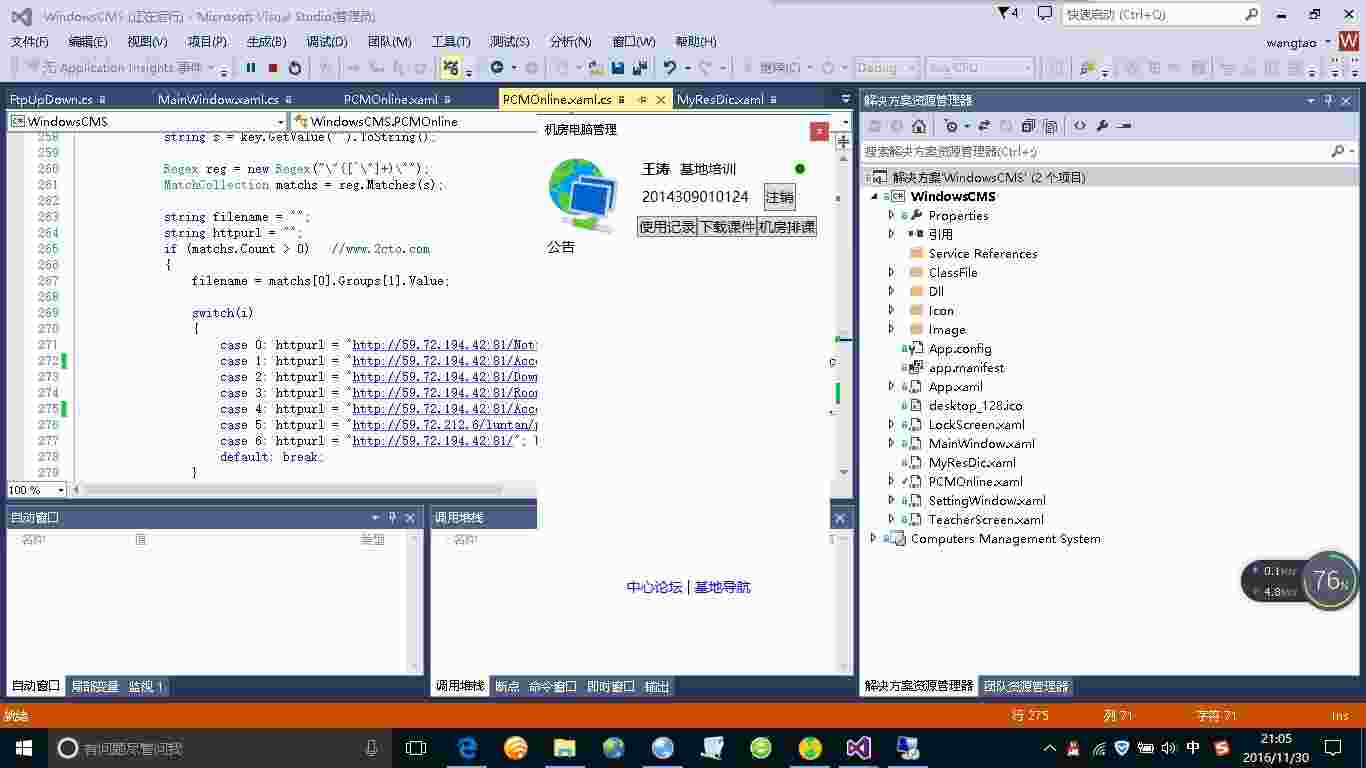 WindowsCMS (正在运行) - Microsoft Visual Studio(管理员)
4
快速启动 (Ctrl+Q)
文件(F) 编辑(E) 视图(V) 项目(P) 生成(B) 调试(D) 团队(M) 工具(T) 测试(S) 分析(N) 窗口(W) 帮助(H)
wangtao
W
无 Application Insights 事件
继续(C)
Debug
Any CPU
FtpUpDown.cs MainWindow.xaml.cs PCMOnline.xaml PCMOnline.xaml.cs MyResDic.xaml
WindowsCMS
WindowsCMS.PCMOnline
258 string s = key.GetValue("").ToString();
259
260 Regex reg = new Regex("\"([^\"]+)\"");
261 MatchCollection matchs = reg.Matches(s);
262
263 string filename = "";
264 string httpurl = "";
265 if (matchs.Count > 0) //www.2cto.com
266 {
267 filename = matchs[0].Groups[1].Value;
268
269 switch(i)
270 {
271 case 0: httpurl = "http://59.72.194.42:81/Not
272 case 1: httpurl = "http://59.72.194.42:81/Acce
273 case 2: httpurl = "http://59.72.194.42:81/Down
274 case 3: httpurl = "http://59.72.194.42:81/Room
275 case 4: httpurl = "http://59.72.194.42:81/Acce
276 case 5: httpurl = "http://59.72.212.6/luntan/
277 case 6: httpurl = "http://59.72.194.42:81/";
278 default: break;
279 }
100 %
机房电脑管理
x
王涛 基地培训
2014309010124 注销
使用记录 下载课件 机房排课
公告
中心论坛 | 基地导航
自动窗口
名称 值 类型
自动窗口 局部变量 监视 1
调用堆栈
名称
调用堆栈 断点 命令窗口 即时窗口 输出
解决方案资源管理器
搜索解决方案资源管理器(Ctrl+;)
解决方案"WindowsCMS" (2 个项目)
WindowsCMS
Properties
引用
Service References
ClassFile
Dll
Icon
Image
App.config
app.manifest
App.xaml
desktop_128.ico
LockScreen.xaml
MainWindow.xaml
MyResDic.xaml
PCMOnline.xaml
SettingWindow.xaml
TeacherScreen.xaml
Computers Management System
0.1K/s
4.8K/s
76%
解决方案资源管理器 团队资源管理器
就绪
行 275 列 71 字符 71 Ins
有问题尽管问我
中
21:05
2016/11/30